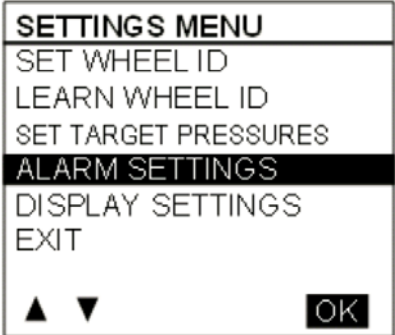 SETTINGS MENU
SET WHEEL ID
LEARN WHEEL ID
SET TARGET PRESSURES
ALARM SETTINGS
DISPLAY SETTINGS
EXIT
▲ ▼ OK